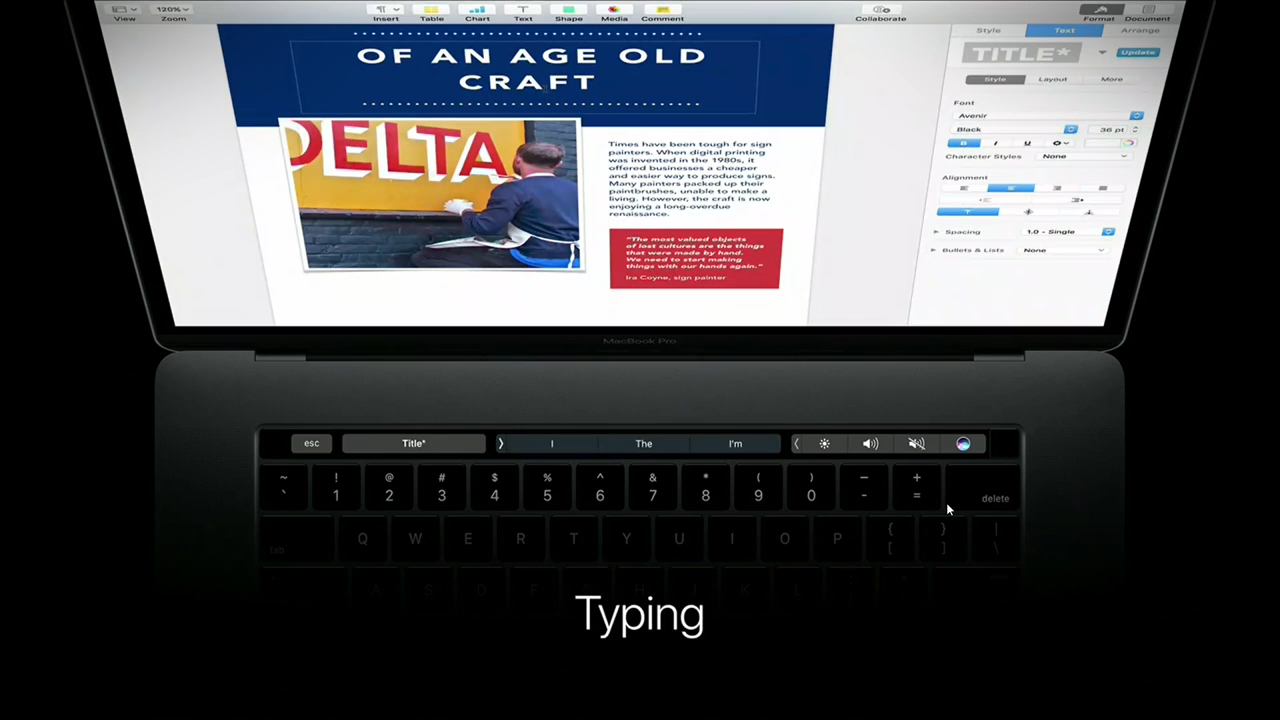 View
120%
Zoom
Insert
Table
Chart
Text
Shape
Media
Comment
Collaborate
Format
Document
OF AN AGE OLD
CRAFT
DELTA
Times have been tough for sign
painters. When digital printing
was invented in the 1980s, it
offered businesses a cheaper
and easier way to produce signs.
Many painters packed up their
paintbrushes, unable to make a
living. However, the craft is now
enjoying a long-overdue
renaissance.
"The most valued objects
of lost cultures are the things
that were made by hand.
We need to start making
things with our hands again."
Ira Coyne, sign painter
Style
Text
Arrange
TITLE*
Update
Style
Layout
More
Font
Avenir
Black
36 pt
B I U
Character Styles
None
Alignment
Spacing
1.0 - Single
Bullets & Lists
None
MacBook Pro
esc
Title*
I
The
I'm
~ ! @ # $ % ^ & * ( ) — +
` 1 2 3 4 5 6 7 8 9 0 - =
delete
tab
Q W E R T Y U I O P { } |
[ ] \
A S D F H J K L
Typing